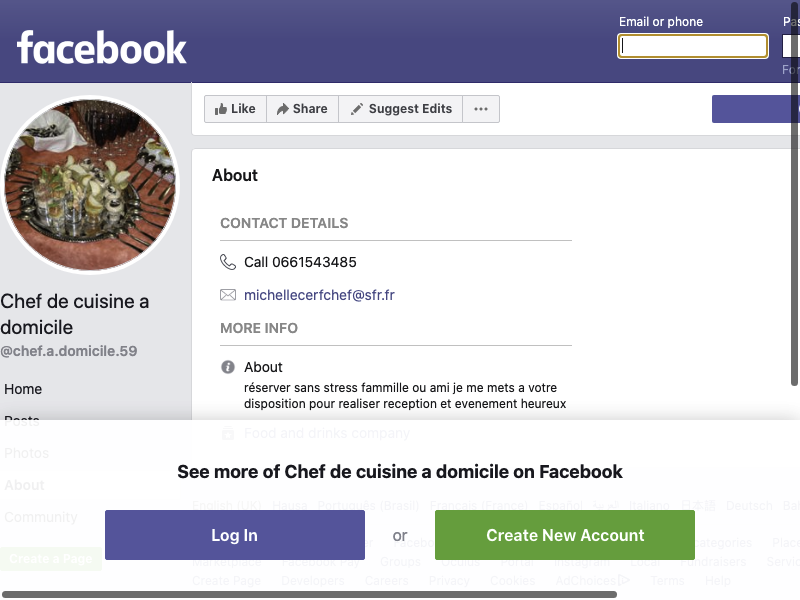 facebook
Email or phone
Like
Share
Suggest Edits
About
CONTACT DETAILS
Call 0661543485
michellecerfchef@sfr.fr
MORE INFO
About
réserver sans stress fammille ou ami je me mets a votre
disposition pour realiser reception et evenement heureux
Food and drinks company
Chef de cuisine a
domicile
@chef.a.domicile.59
Home
Posts
Photos
About
Community
Create a Page
See more of Chef de cuisine a domicile on Facebook
Log In
or
Create New Account
English (UK) Hausa Português (Brasil) Français (France) Español Italiano 日本語 Deutsch
Marketplace Facebook Pay Groups Oculus Portal Instagram Local Fundraisers
Create Page Developers Careers Privacy Cookies AdChoices Terms Help